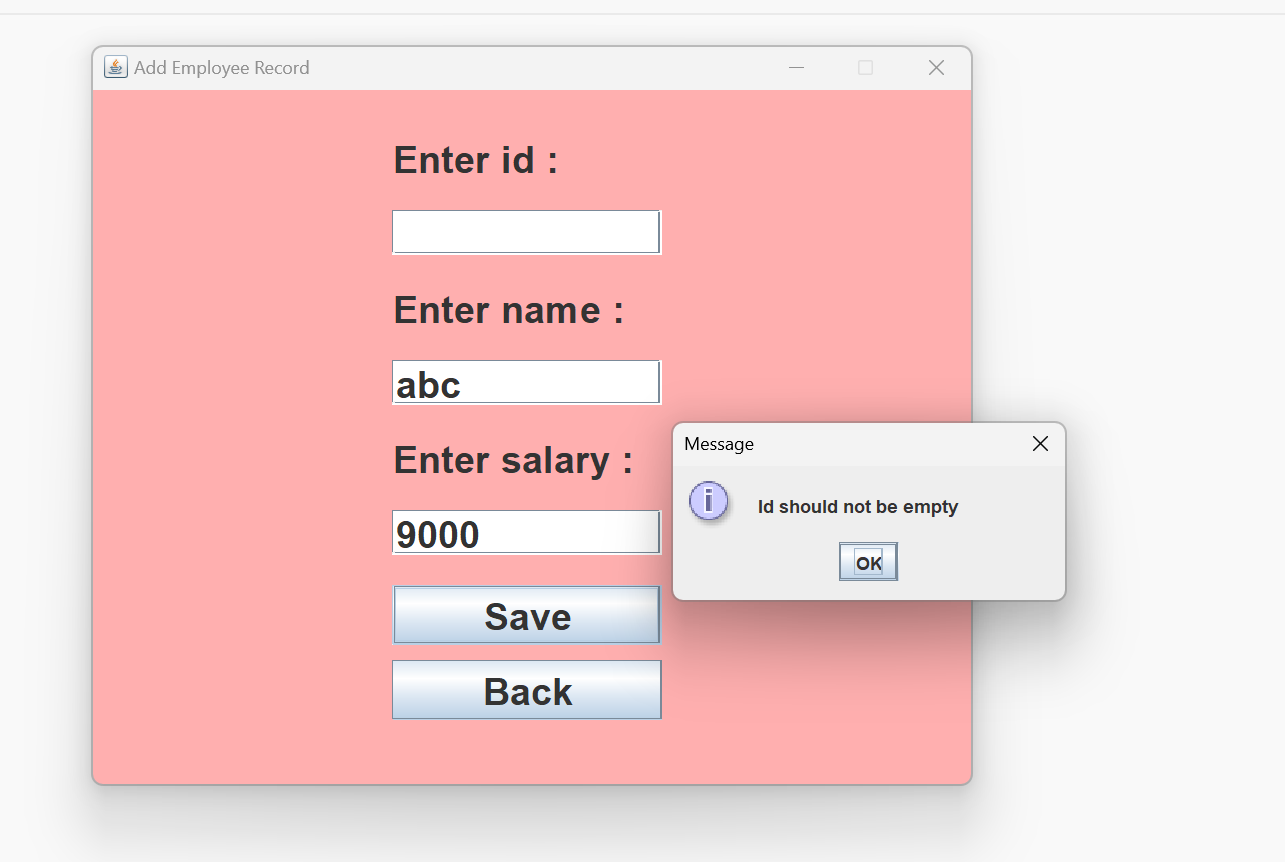 Add Employee Record
Enter id :
Enter name :
abc
Enter salary :
9000
Save
Back
Message
Id should not be empty
OK